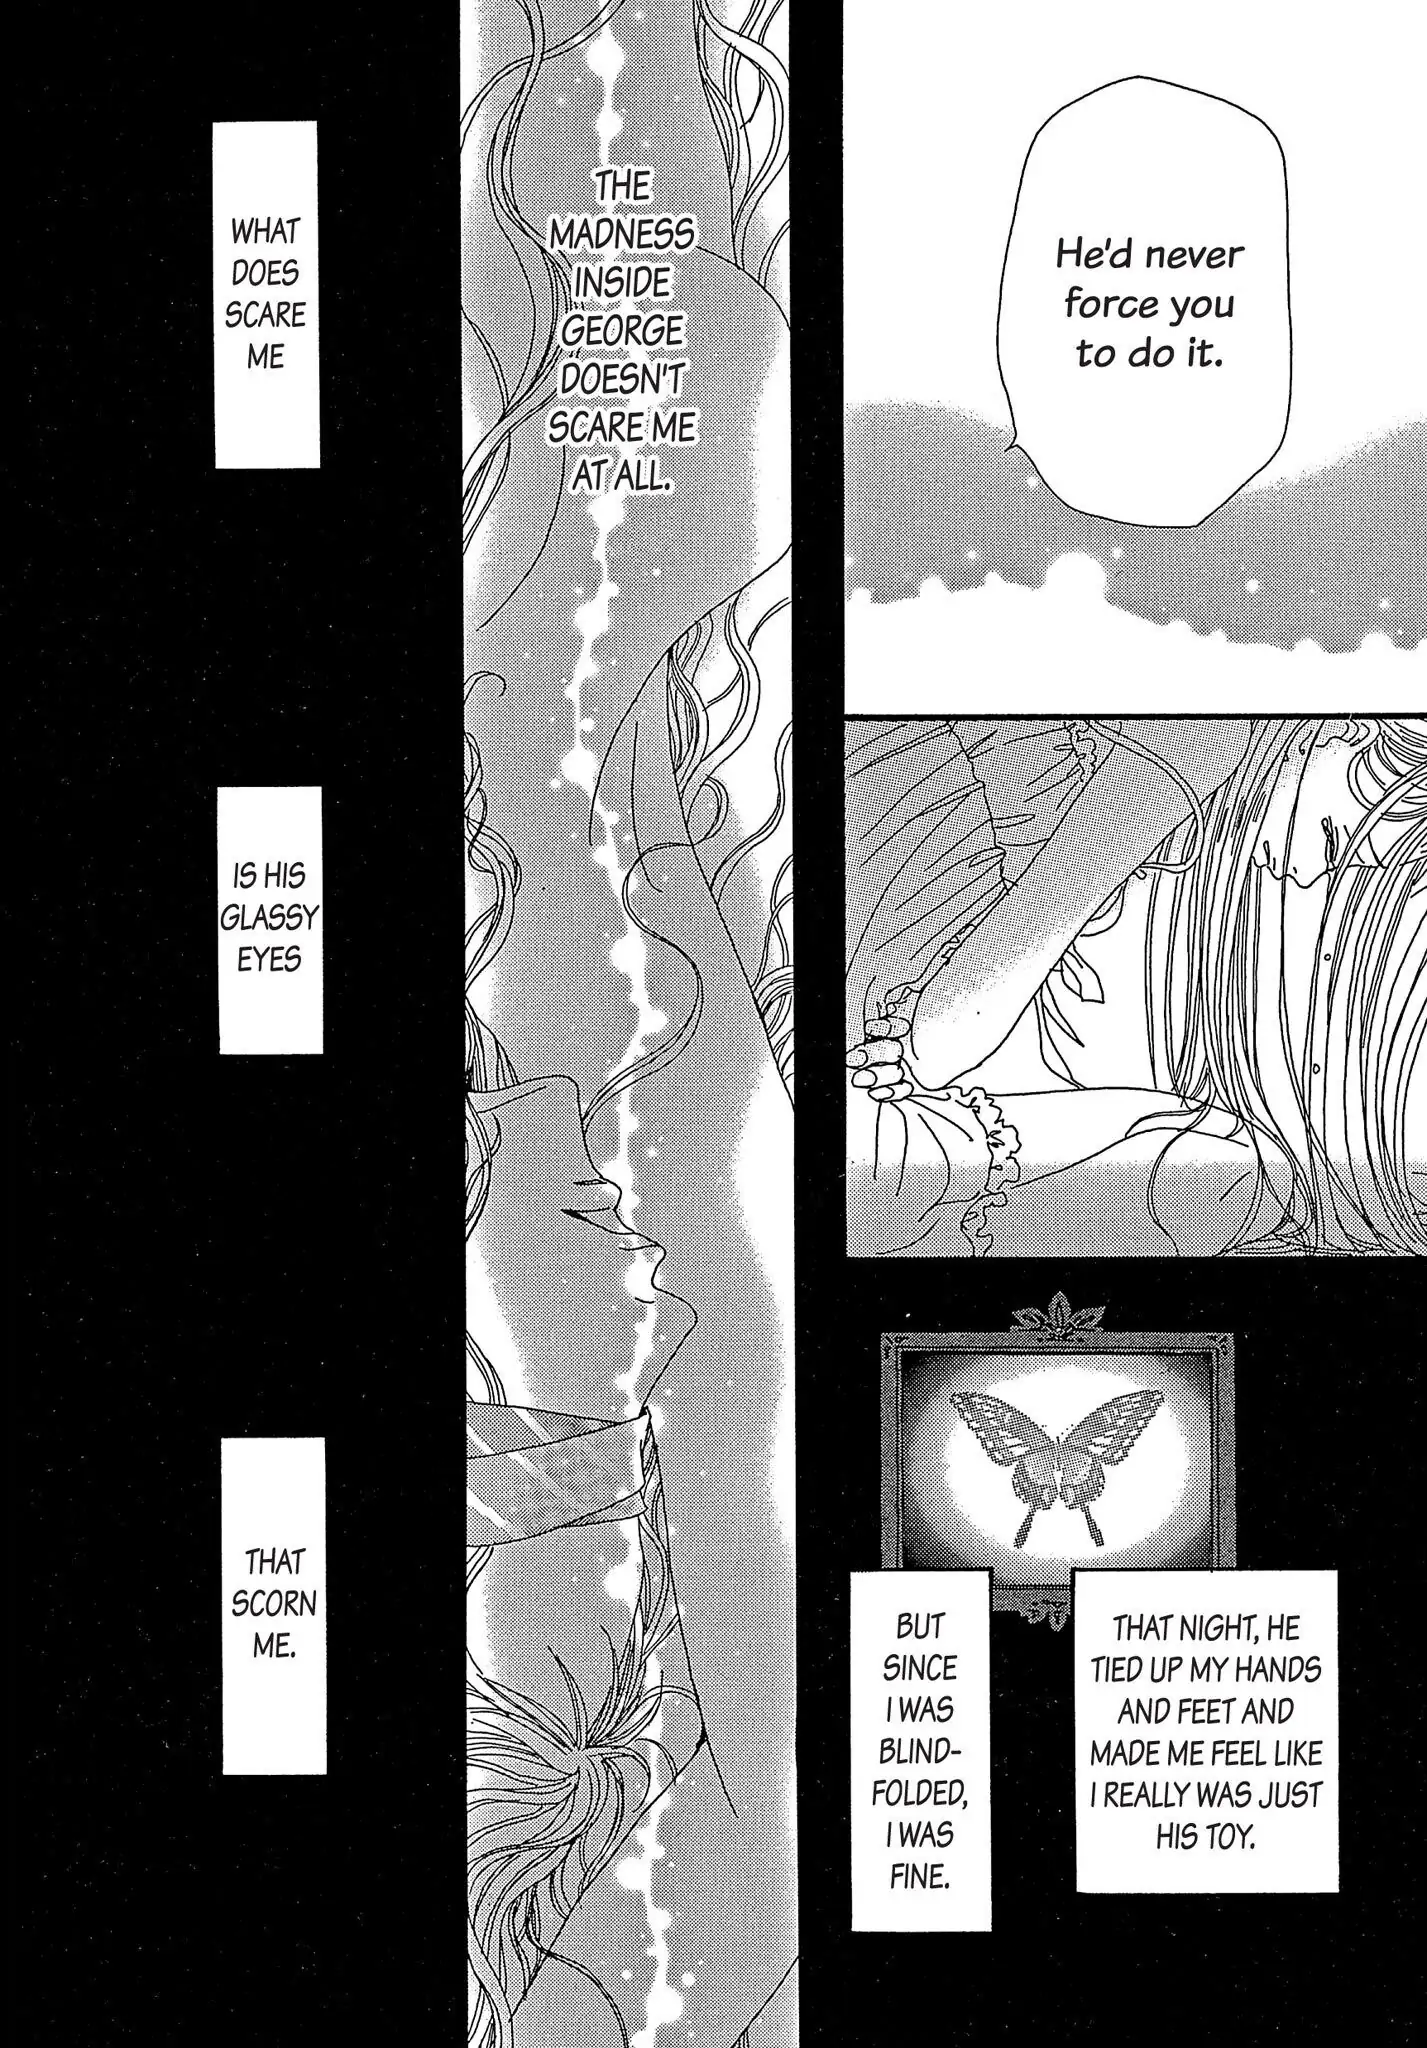 He'd never
force you
to do it.
THAT NIGHT, HE
TIED UP MY HANDS
AND FEET AND
MADE ME FEEL LIKE
I REALLY WAS JUST
HIS TOY.
BUT
SINCE
I WAS
BLIND-
FOLDED,
I WAS
FINE.
THE
MADNESS
INSIDE
GEORGE
DOESN'T
SCARE ME
AT ALL.
WHAT
DOES
SCARE
ME
IS HIS
GLASSY
EYES
THAT
SCORN
ME.